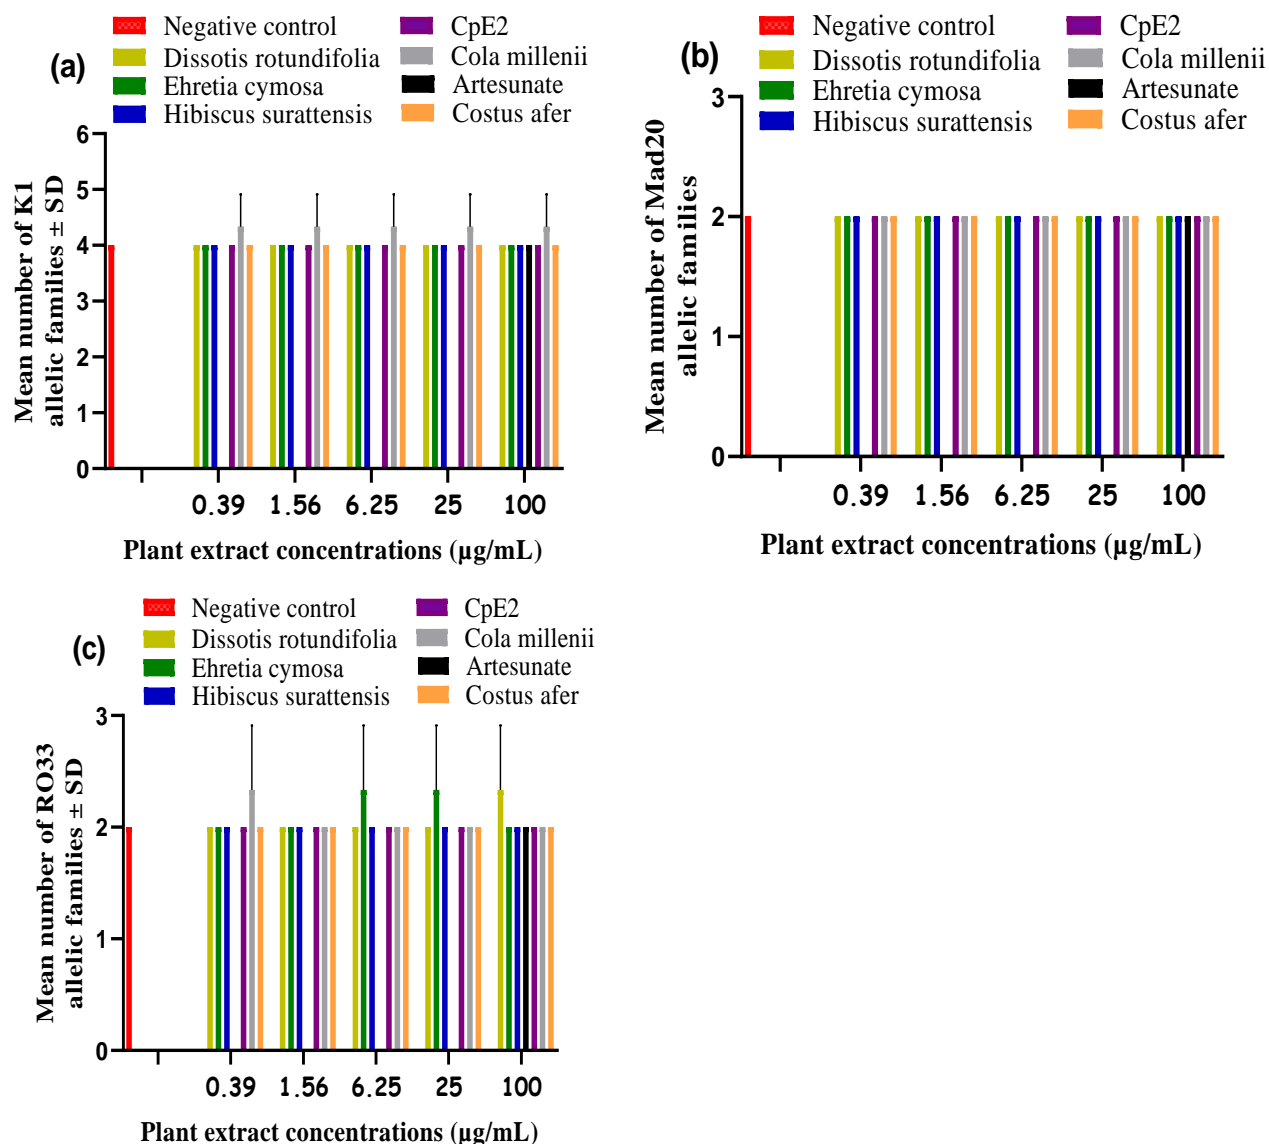 (a)
Negative control
Dissotis rotundifolia
Ehretia cymosa
Hibiscus surattensis
CpE2
Cola millenii
Artesunate
Costus afer
Mean number of K1
allelic families ± SD
6
5
4
3
2
1
0
0.39 1.56 6.25 25 100
Plant extract concentrations (µg/mL)
(b)
Negative control
Dissotis rotundifolia
Ehretia cymosa
Hibiscus surattensis
CpE2
Cola millenii
Artesunate
Costus afer
Mean number of Mad20
allelic families
3
2
1
0
0.39 1.56 6.25 25 100
Plant extract concentrations (µg/mL)
(c)
Negative control
Dissotis rotundifolia
Ehretia cymosa
Hibiscus surattensis
CpE2
Cola millenii
Artesunate
Costus afer
Mean number of RO33
allelic families ± SD
3
2
1
0
0.39 1.56 6.25 25 100
Plant extract concentrations (µg/mL)